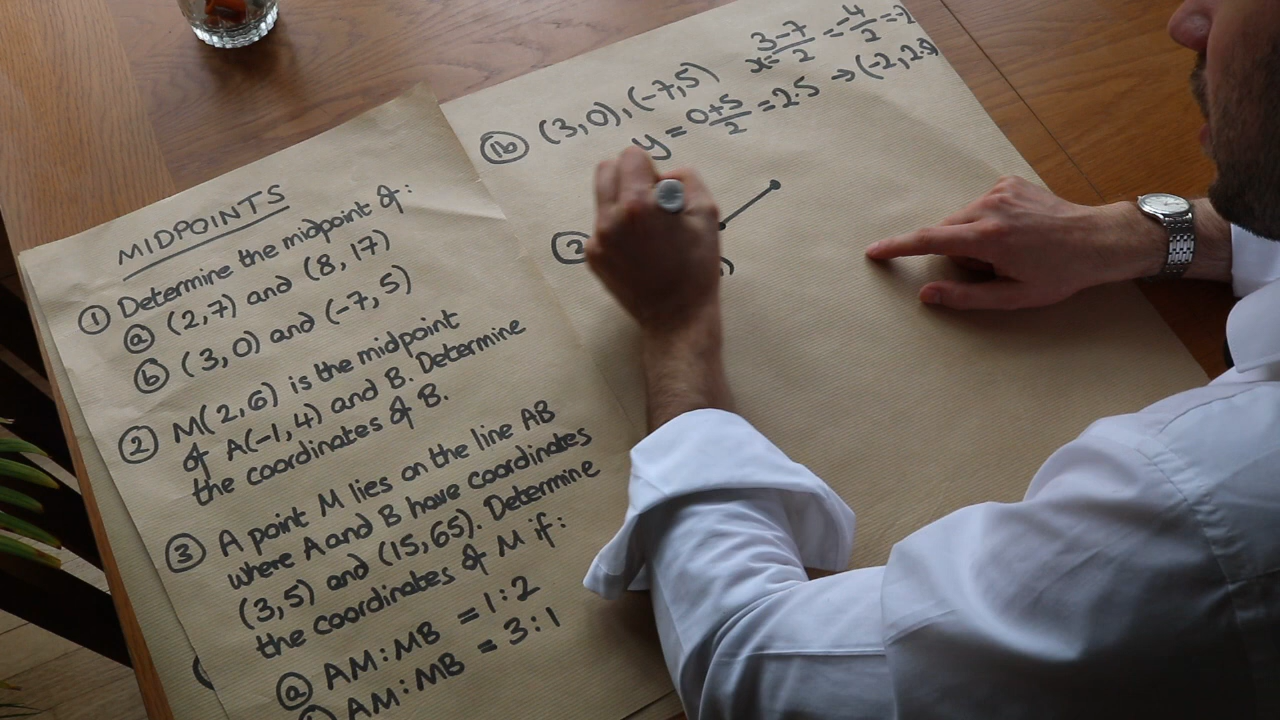 MIDPOINTS
① Determine the midpoint of:
ⓐ (2,7) and (8,17)
ⓑ (3,0) and (-7,5)
② M(2,6) is the midpoint
of A(-1,4) and B. Determine
the coordinates of B.
③ A point M lies on the line AB
where A and B have coordinates
(3,5) and (15,65). Determine
the coordinates of M if:
ⓐ AM:MB = 1:2
AM:MB = 3:1
1b (3,0),(-7,5) x= 3-7/2 = -4/2 = -2
y = 0+5/2 = 2.5 → (-2,2.5)
②